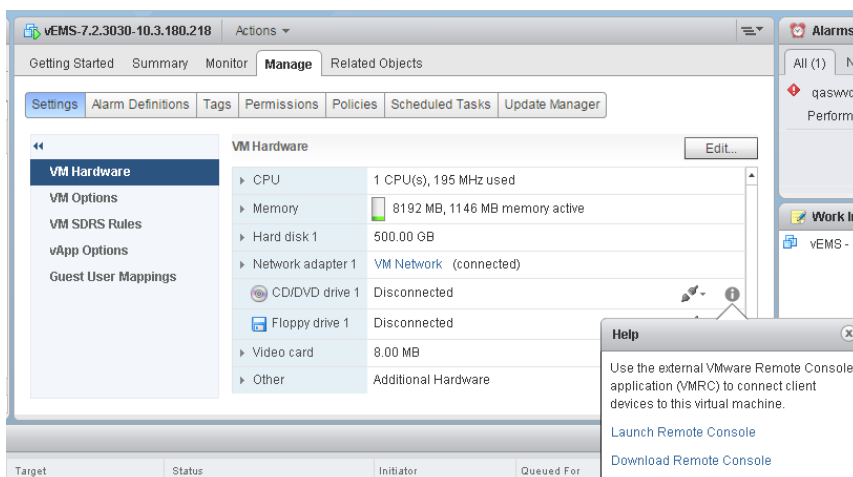 vEMS-7.2.3030-10.3.180.218 Actions
Getting Started Summary Monitor Manage Related Objects
Settings Alarm Definitions Tags Permissions Policies Scheduled Tasks Update Manager
VM Hardware
VM Options
VM SDRS Rules
vApp Options
Guest User Mappings
VM Hardware
Edit...
CPU 1 CPU(s), 195 MHz used
Memory 8192 MB, 1146 MB memory active
Hard disk 1 500.00 GB
Network adapter 1 VM Network (connected)
CD/DVD drive 1 Disconnected
Floppy drive 1 Disconnected
Video card 8.00 MB
Other Additional Hardware
Help
Use the external VMware Remote Console
application (VMRC) to connect client
devices to this virtual machine.
Launch Remote Console
Download Remote Console
Alarms
All (1) N
qaswvc
Perform
Work In
vEMS -
Target Status Initiator Queued For